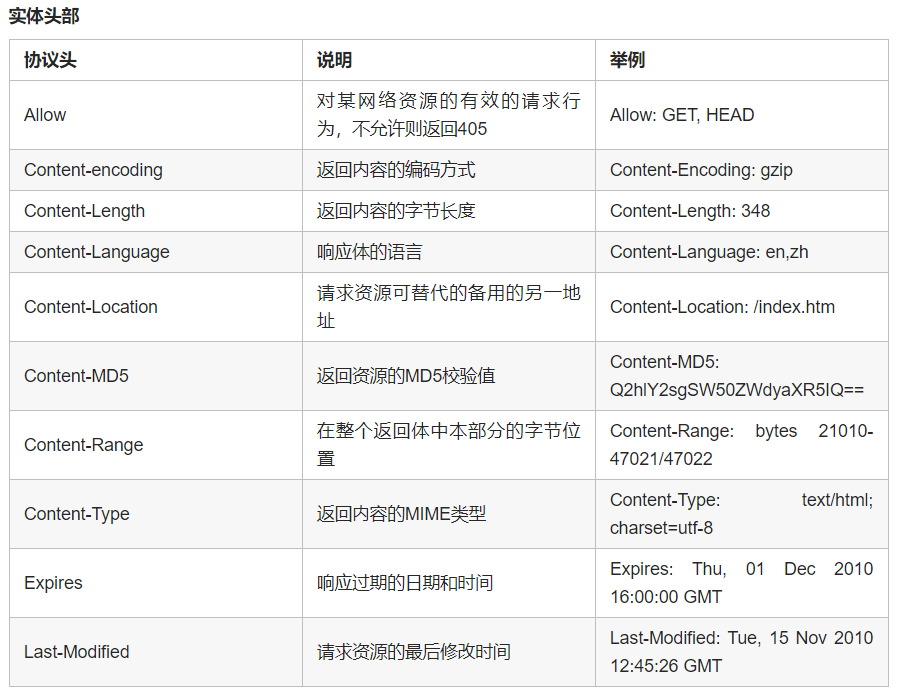 实体头部
协议头 说明 举例
Allow 对某网络资源的有效的请求行 Allow: GET, HEAD
为，不允许则返回405
Content-encoding 返回内容的编码方式 Content-Encoding: gzip
Content-Length 返回内容的字节长度 Content-Length: 348
Content-Language 响应体的语言 Content-Language: en,zh
Content-Location 请求资源可替代的备用的另一地 Content-Location: /index.htm
址
Content-MD5 返回资源的MD5校验值 Content-MD5:
Q2hlY2sgSW50ZWdyaXR5IQ==
Content-Range 在整个返回体中本部分的字节位 Content-Range: bytes 21010-
置 47021/47022
Content-Type 返回内容的MIME类型 Content-Type: text/html;
charset=utf-8
Expires 响应过期的日期和时间 Expires: Thu, 01 Dec 2010
16:00:00 GMT
Last-Modified 请求资源的最后修改时间 Last-Modified: Tue, 15 Nov 2010
12:45:26 GMT